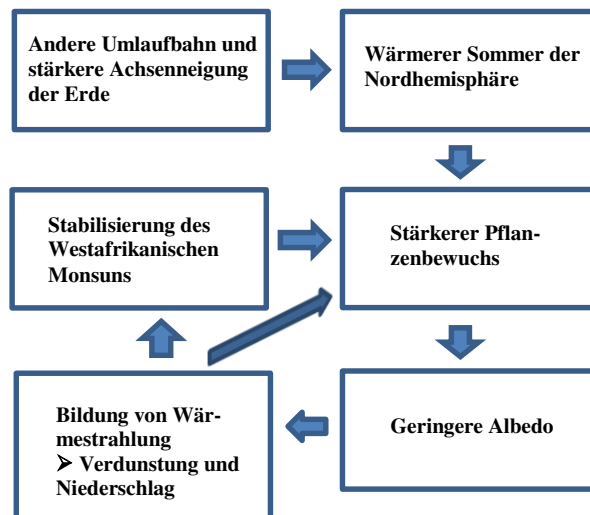 Andere Umlaufbahn und
stärkere Achsenneigung
der Erde
Wärmerer Sommer der
Nordhemisphäre
Stabilisierung des
Westafrikanischen
Monsuns
Stärkerer Pflan-
zenbewuchs
Bildung von Wär-
mestrahlung
➢ Verdunstung und
Niederschlag
Geringere Albedo